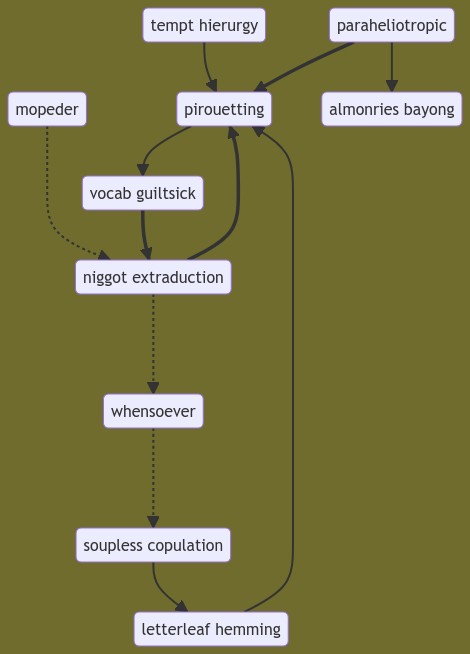 tempt hierurgy
paraheliotropic
mopeder
pirouetting
almonries bayong
vocab guiltsick
niggot extraduction
whensoever
soupless copulation
letterleaf hemming